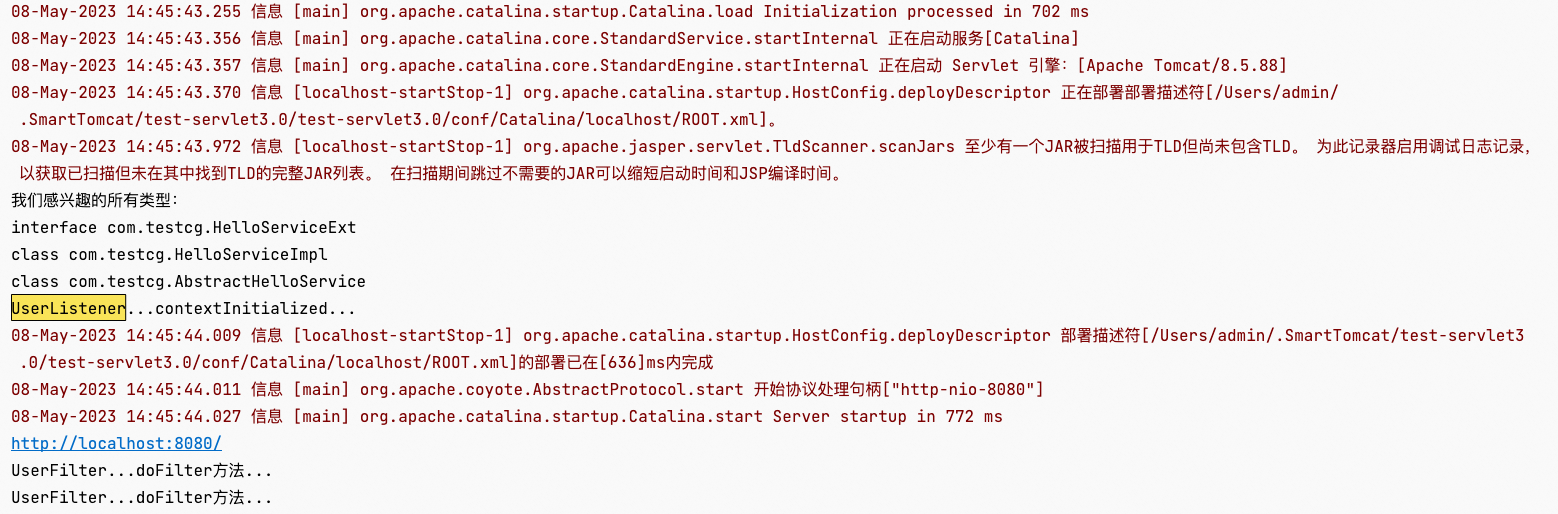 08-May-2023 14:45:43.255 信息 [main] org.apache.catalina.startup.Catalina.load Initialization processed in 702 ms
08-May-2023 14:45:43.356 信息 [main] org.apache.catalina.core.StandardService.startInternal 正在启动服务[Catalina]
08-May-2023 14:45:43.357 信息 [main] org.apache.catalina.core.StandardEngine.startInternal 正在启动 Servlet 引擎：[Apache Tomcat/8.5.88]
08-May-2023 14:45:43.370 信息 [localhost-startStop-1] org.apache.catalina.startup.HostConfig.deployDescriptor 正在部署部署描述符[/Users/admin/
.SmartTomcat/test-servlet3.0/test-servlet3.0/conf/Catalina/localhost/ROOT.xml]。
08-May-2023 14:45:43.972 信息 [localhost-startStop-1] org.apache.jasper.servlet.TldScanner.scanJars 至少有一个JAR被扫描用于TLD但尚未包含TLD。 为此记录器启用调试日志记录，
以获取已扫描但未在其中找到TLD的完整JAR列表。 在扫描期间跳过不需要的JAR可以缩短启动时间和JSP编译时间。
我们感兴趣的所有类型：
interface com.testcg.HelloServiceExt
class com.testcg.HelloServiceImpl
class com.testcg.AbstractHelloService
UserListener...contextInitialized...
08-May-2023 14:45:44.009 信息 [localhost-startStop-1] org.apache.catalina.startup.HostConfig.deployDescriptor 部署描述符[/Users/admin/.SmartTomcat/test-servlet3
.0/test-servlet3.0/conf/Catalina/localhost/ROOT.xml]的部署已在[636]ms内完成
08-May-2023 14:45:44.011 信息 [main] org.apache.coyote.AbstractProtocol.start 开始协议处理句柄["http-nio-8080"]
08-May-2023 14:45:44.027 信息 [main] org.apache.catalina.startup.Catalina.start Server startup in 772 ms
http://localhost:8080/
UserFilter...doFilter方法...
UserFilter...doFilter方法...